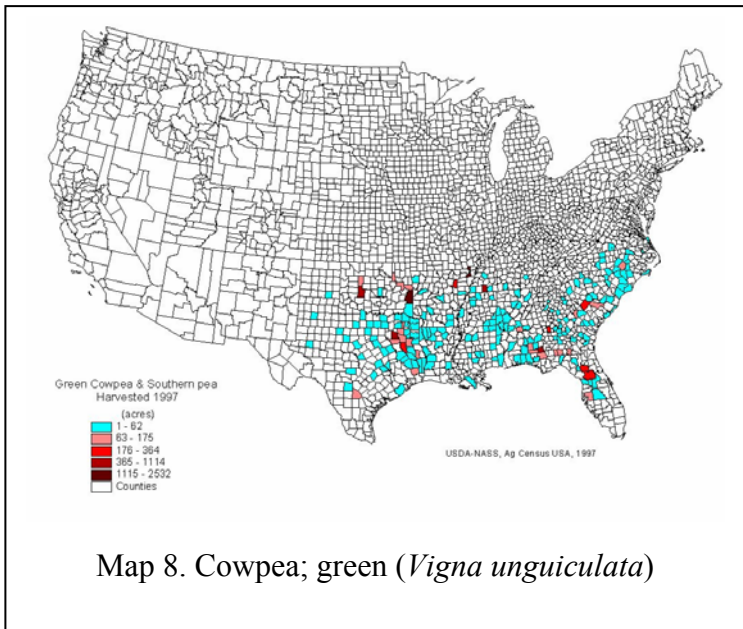 Green Cowpea & Southern pea
Harvested 1997
(acres)
1 - 62
63 - 175
176 - 364
365 - 1114
1115 - 2532
Counties
USDA-NASS, Ag Census USA, 1997
Map 8. Cowpea; green (Vigna unguiculata)